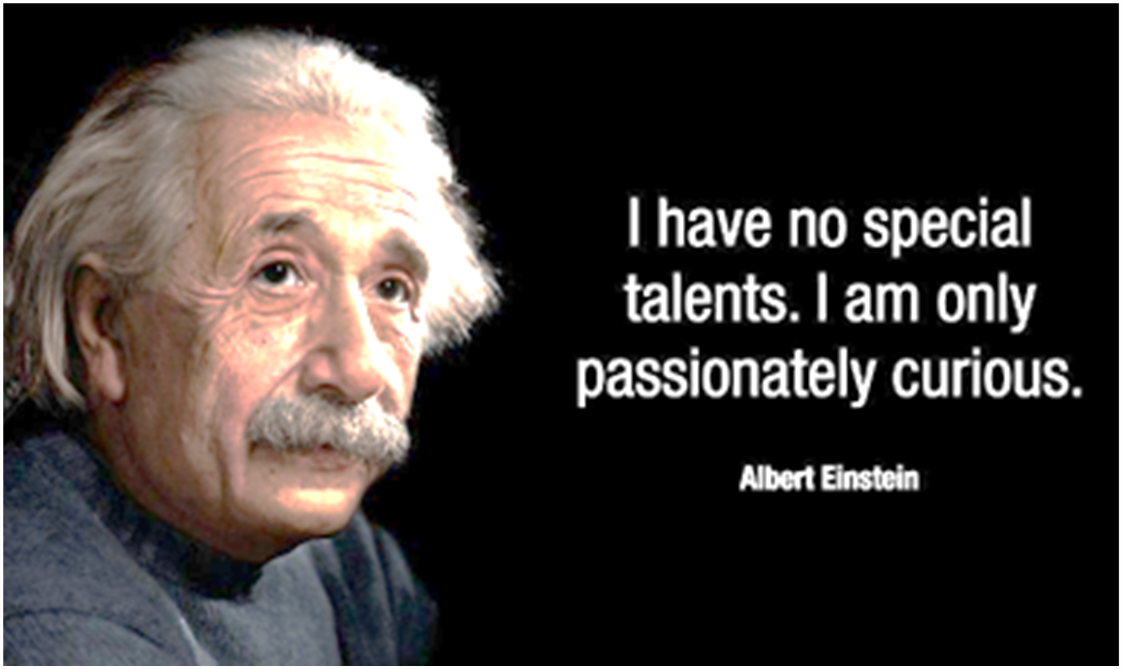 I have no special
talents. I am only
passionately curious.
Albert Einstein